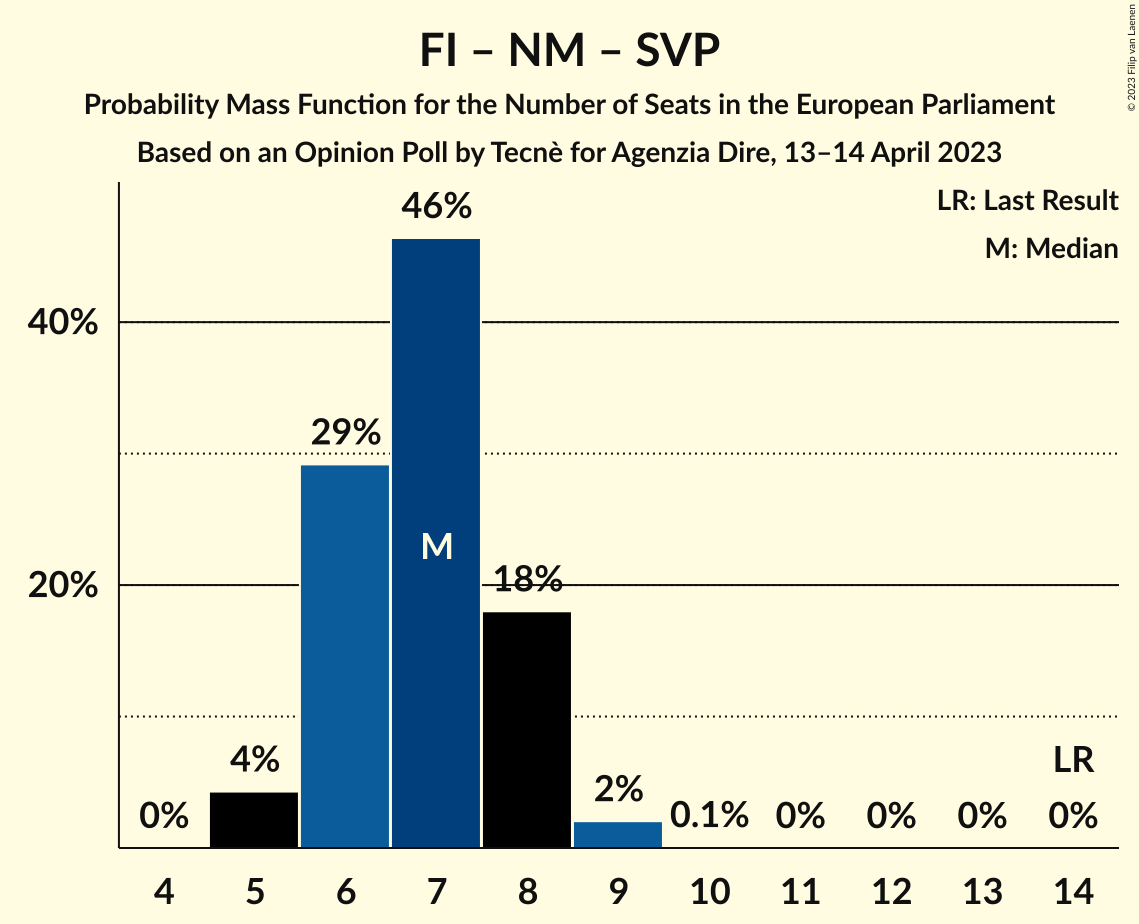 FI – NM – SVP
Probability Mass Function for the Number of Seats in the European Parliament
Based on an Opinion Poll by Tecnè for Agenzia Dire, 13–14 April 2023
© 2023 Filip van Laenen
LR: Last Result
M: Median
46%
40%
29%
M
20%
18%
4%
LR
0%
2%
0.1%
0%
0%
0%
0%
4 5 6 7 8 9 10 11 12 13 14